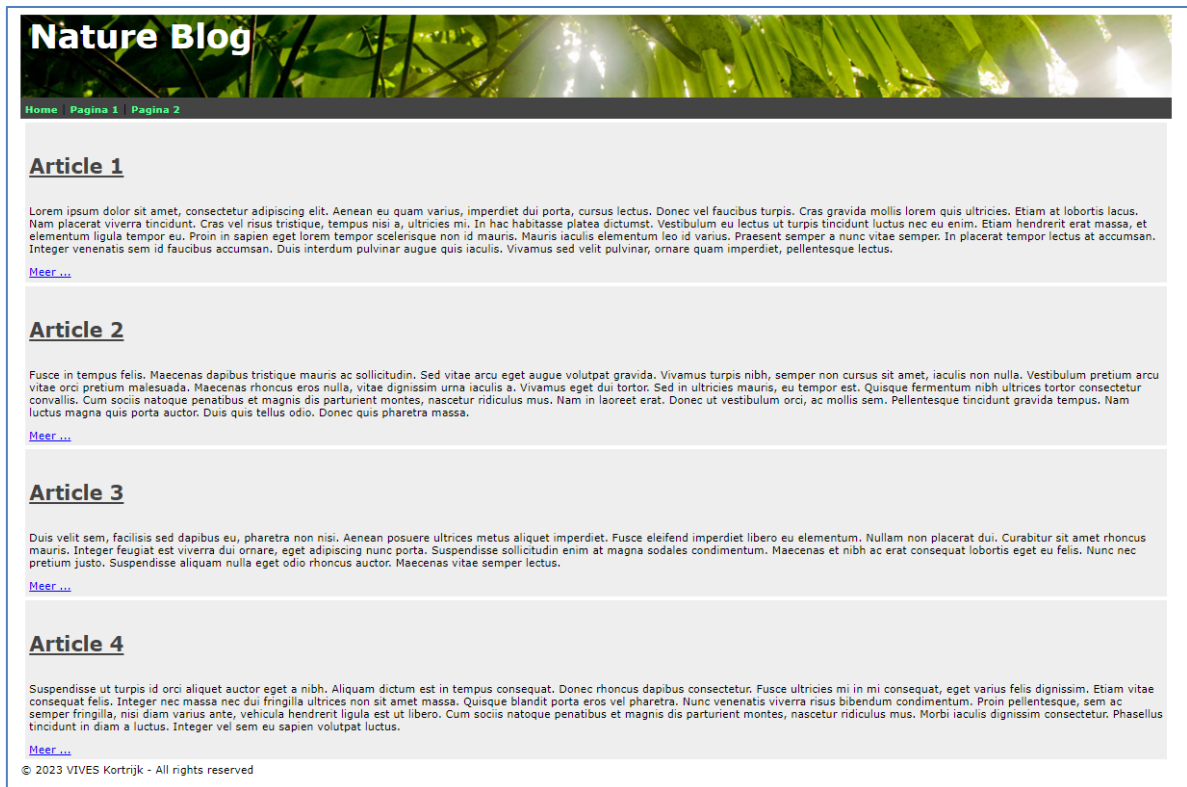 Nature Blog
Home | Pagina 1 | Pagina 2
Article 1
Lorem ipsum dolor sit amet, consectetur adipiscing elit. Aenean eu quam varius, imperdiet dui porta, cursus lectus. Donec vel faucibus turpis. Cras gravida mollis lorem quis ultricies. Etiam at lobortis lacus.
Nam placerat viverra tincidunt. Cras vel risus tristique, tempus nisi a, ultricies mi. In hac habitasse platea dictumst. Vestibulum eu lectus ut turpis tincidunt luctus nec eu enim. Etiam hendrerit erat massa, et
elementum ligula tempor eu. Proin in sapien eget lorem tempor scelerisque non id mauris. Mauris iaculis elementum leo id varius. Praesent semper a nunc vitae semper. In placerat tempor lectus at accumsan.
Integer venenatis sem id faucibus accumsan. Duis interdum pulvinar augue quis iaculis. Vivamus sed velit pulvinar, ornare quam imperdiet, pellentesque lectus.
Meer ...
Article 2
Fusce in tempus felis. Maecenas dapibus tristique mauris ac sollicitudin. Sed vitae arcu eget augue volutpat gravida. Vivamus turpis nibh, semper non cursus sit amet, iaculis non nulla. Vestibulum pretium arcu
vitae orci pretium malesuada. Maecenas rhoncus eros nulla, vitae dignissim urna iaculis a. Vivamus eget dui tortor. Sed in ultricies mauris, eu tempor est. Quisque fermentum nibh ultrices tortor consectetur
convallis. Cum sociis natoque penatibus et magnis dis parturient montes, nascetur ridiculus mus. Nam in laoreet erat. Donec ut vestibulum orci, ac mollis sem. Pellentesque tincidunt gravida tempus. Nam
luctus magna quis porta auctor. Duis quis tellus odio. Donec quis pharetra massa.
Meer ...
Article 3
Duis velit sem, facilisis sed dapibus eu, pharetra non nisi. Aenean posuere ultrices metus aliquet imperdiet. Fusce eleifend imperdiet libero eu elementum. Nullam non placerat dui. Curabitur sit amet rhoncus
mauris. Integer feugiat est viverra dui ornare, eget adipiscing nunc porta. Suspendisse sollicitudin enim at magna sodales condimentum. Maecenas et nibh ac erat consequat lobortis eget eu felis. Nunc nec
pretium justo. Suspendisse aliquam nulla eget odio rhoncus auctor. Maecenas vitae semper lectus.
Meer ...
Article 4
Suspendisse ut turpis id orci aliquet auctor eget a nibh. Aliquam dictum est in tempus consequat. Donec rhoncus dapibus consectetur. Fusce ultricies mi in mi consequat, eget varius felis dignissim. Etiam vitae
consequat felis. Integer nec massa nec dui fringilla ultrices non sit amet massa. Quisque blandit porta eros vel pharetra. Nunc venenatis viverra risus bibendum condimentum. Proin pellentesque, sem ac
semper fringilla, nisi diam varius ante, vehicula hendrerit ligula est ut libero. Cum sociis natoque penatibus et magnis dis parturient montes, nascetur ridiculus mus. Morbi iaculis dignissim consectetur. Phasellus
tincidunt in diam a luctus. Integer vel sem eu sapien volutpat luctus.
Meer ...
© 2023 VIVES Kortrijk - All rights reserved